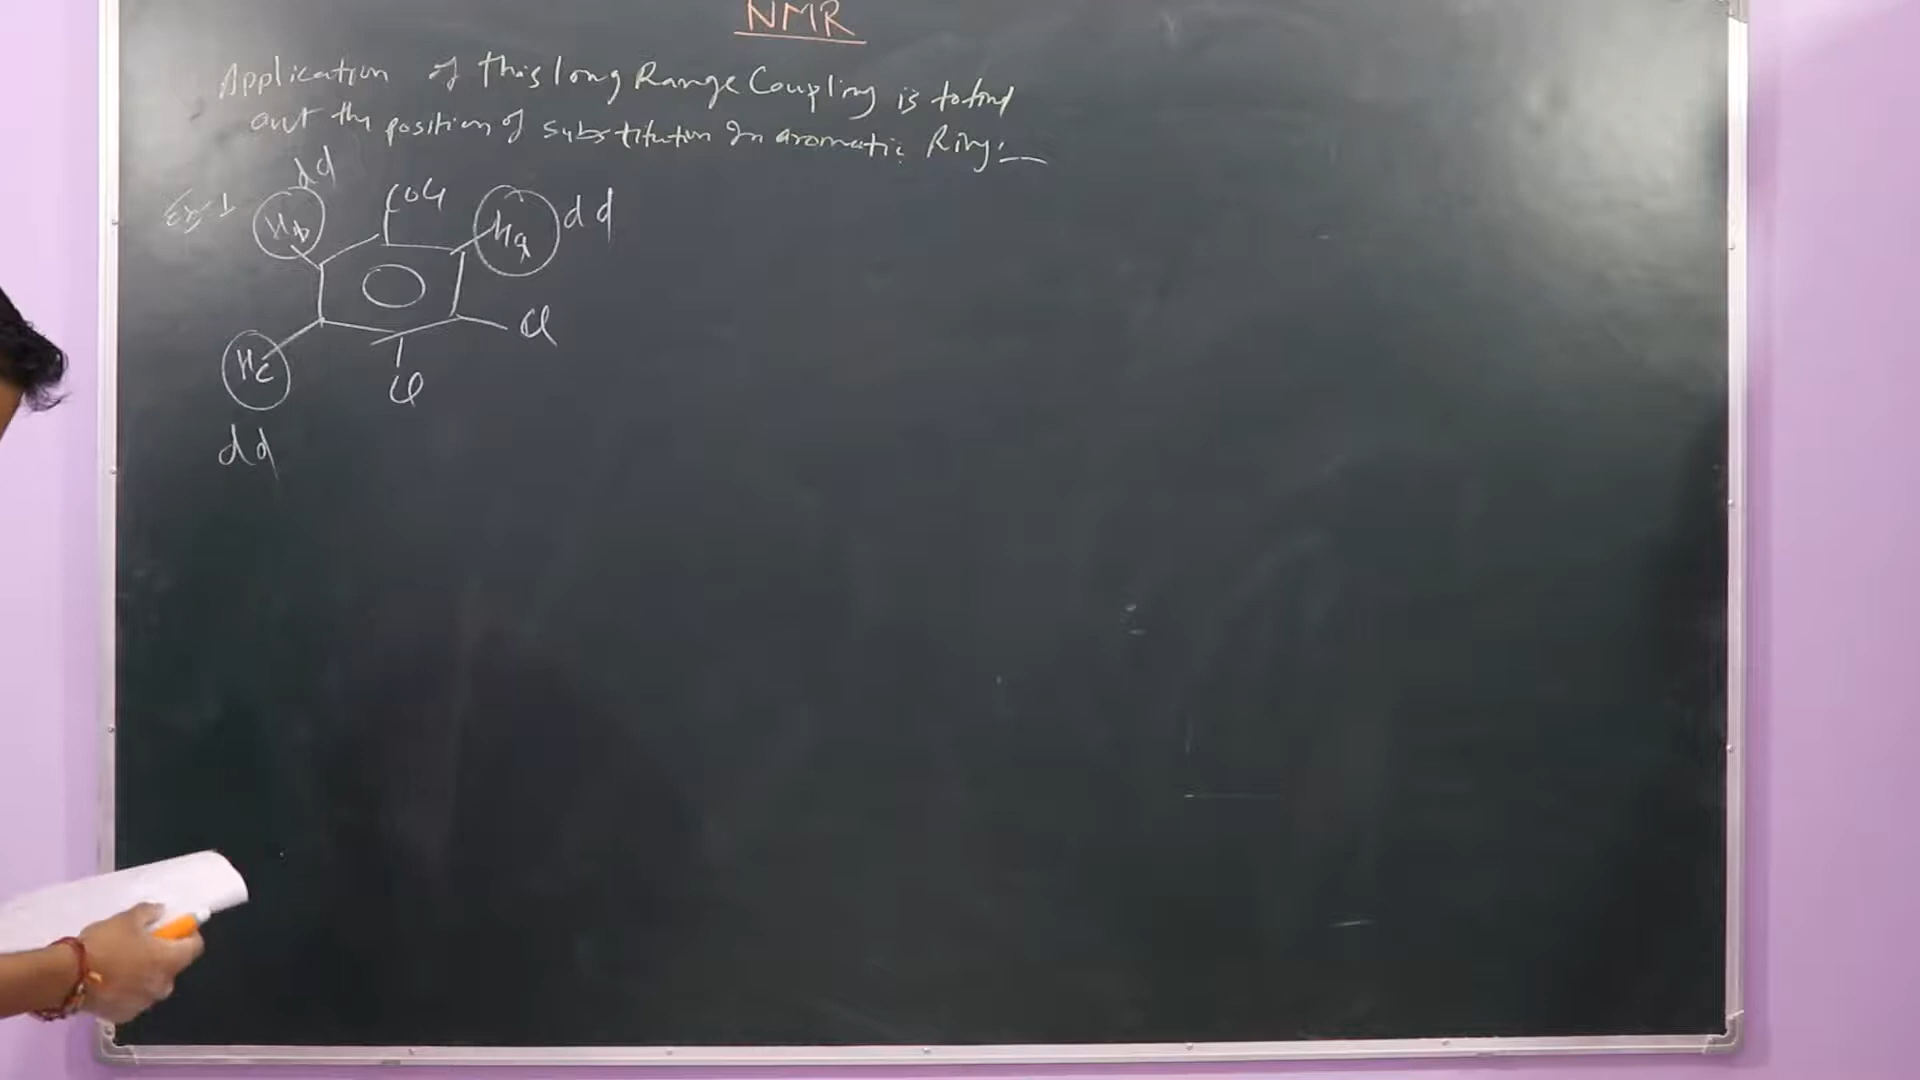 NMR
Application of this long Range Coupling is to find
out the position of substitution In aromatic Ring:—
dd
Ex-1
Hb
Ha
dd
Cl
Hc
Cl
dd